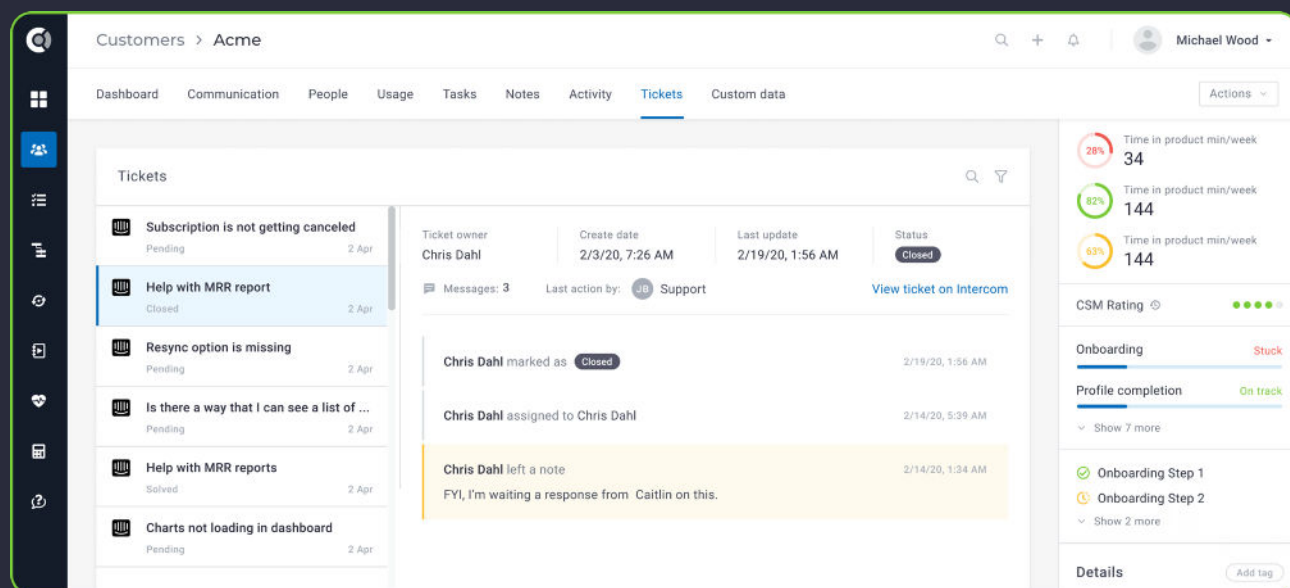 Customers > Acme
Michael Wood
Dashboard Communication People Usage Tasks Notes Activity Tickets Custom data
Actions
Tickets
Subscription is not getting canceled
Pending 2 Apr
Help with MRR report
Closed 2 Apr
Resync option is missing
Pending 2 Apr
Is there a way that I can see a list of ...
Pending 2 Apr
Help with MRR reports
Solved 2 Apr
Charts not loading in dashboard
Pending 2 Apr
Ticket owner Create date Last update Status
Chris Dahl 2/3/20, 7:26 AM 2/19/20, 1:56 AM Closed
Messages: 3 Last action by: JB Support View ticket on Intercom
Chris Dahl marked as Closed 2/19/20, 1:56 AM
Chris Dahl assigned to Chris Dahl 2/14/20, 5:39 AM
Chris Dahl left a note 2/14/20, 1:34 AM
FYI, I'm waiting a response from Caitlin on this.
28% Time in product min/week
34
82% Time in product min/week
144
63% Time in product min/week
144
CSM Rating
Onboarding Stuck
Profile completion On track
Show 7 more
Onboarding Step 1
Onboarding Step 2
Show 2 more
Details Add tag